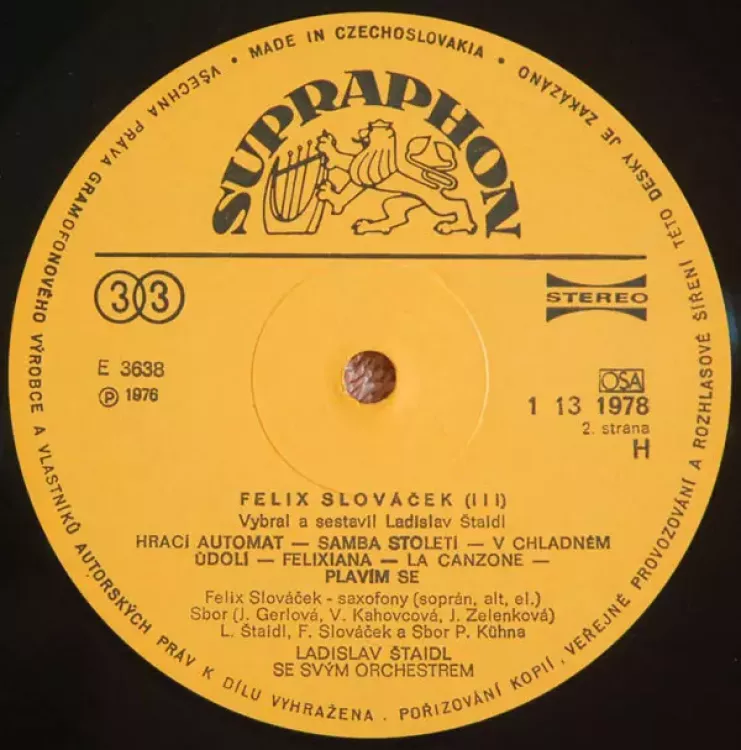 VŠECHNA PRÁVA GRAMOFONOVÉHO VÝROBCE A VLASTNÍKŮ AUTORSKÝCH PRÁV K DÍLU VYHRAŽENA . POŘIZOVÁNÍ KOPIÍ , VEŘEJNÉ PROVOZOVÁNÍ A ROZHLASOVÉ ŠÍŘENÍ TÉTO DESKY JE ZAKÁZÁNO • MADE IN CZECHOSLOVAKIA •
SUPRAPHON
33
STEREO
E 3638
℗ 1976
OSA
1 13 1978
2. strana
H
FELIX SLOVÁČEK (III)
Vybral a sestavil Ladislav Štaidl
HRACÍ AUTOMAT — SAMBA STOLETÍ — V CHLADNÉM
ÚDOLÍ — FELIXIANA — LA CANZONE —
PLAVÍM SE
Felix Slováček - saxofony (soprán, alt, el.)
Sbor (J. Gerlová, V. Kahovcová, J. Zelenková)
L. Štaidl, F. Slováček a Sbor P. Kühna
LADISLAV ŠTAIDL
SE SVÝM ORCHESTREM